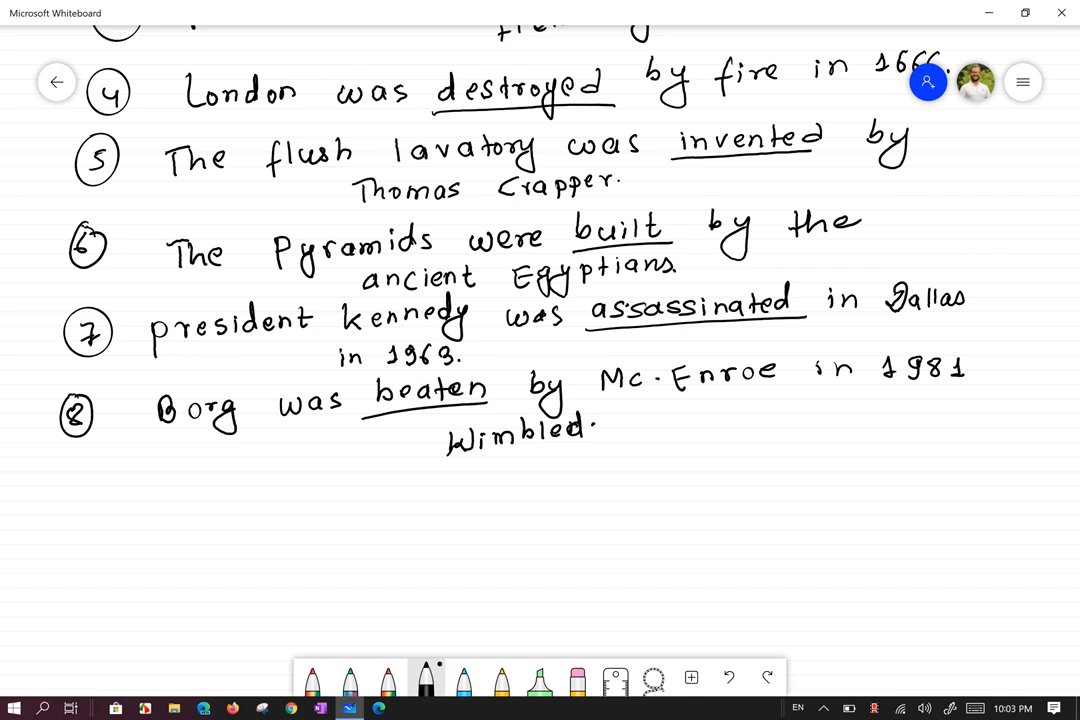 Microsoft Whiteboard
4 London was destroyed by fire in 1666.
5 The flush lavatory was invented by
Thomas Crapper.
6 The Pyramids were built by the
ancient Egyptians.
7 president kennedy was assassinated in Dallas
in 1963.
8 Borg was beaten by Mc. Enroe in 1981
Wimbled.
EN 10:03 PM